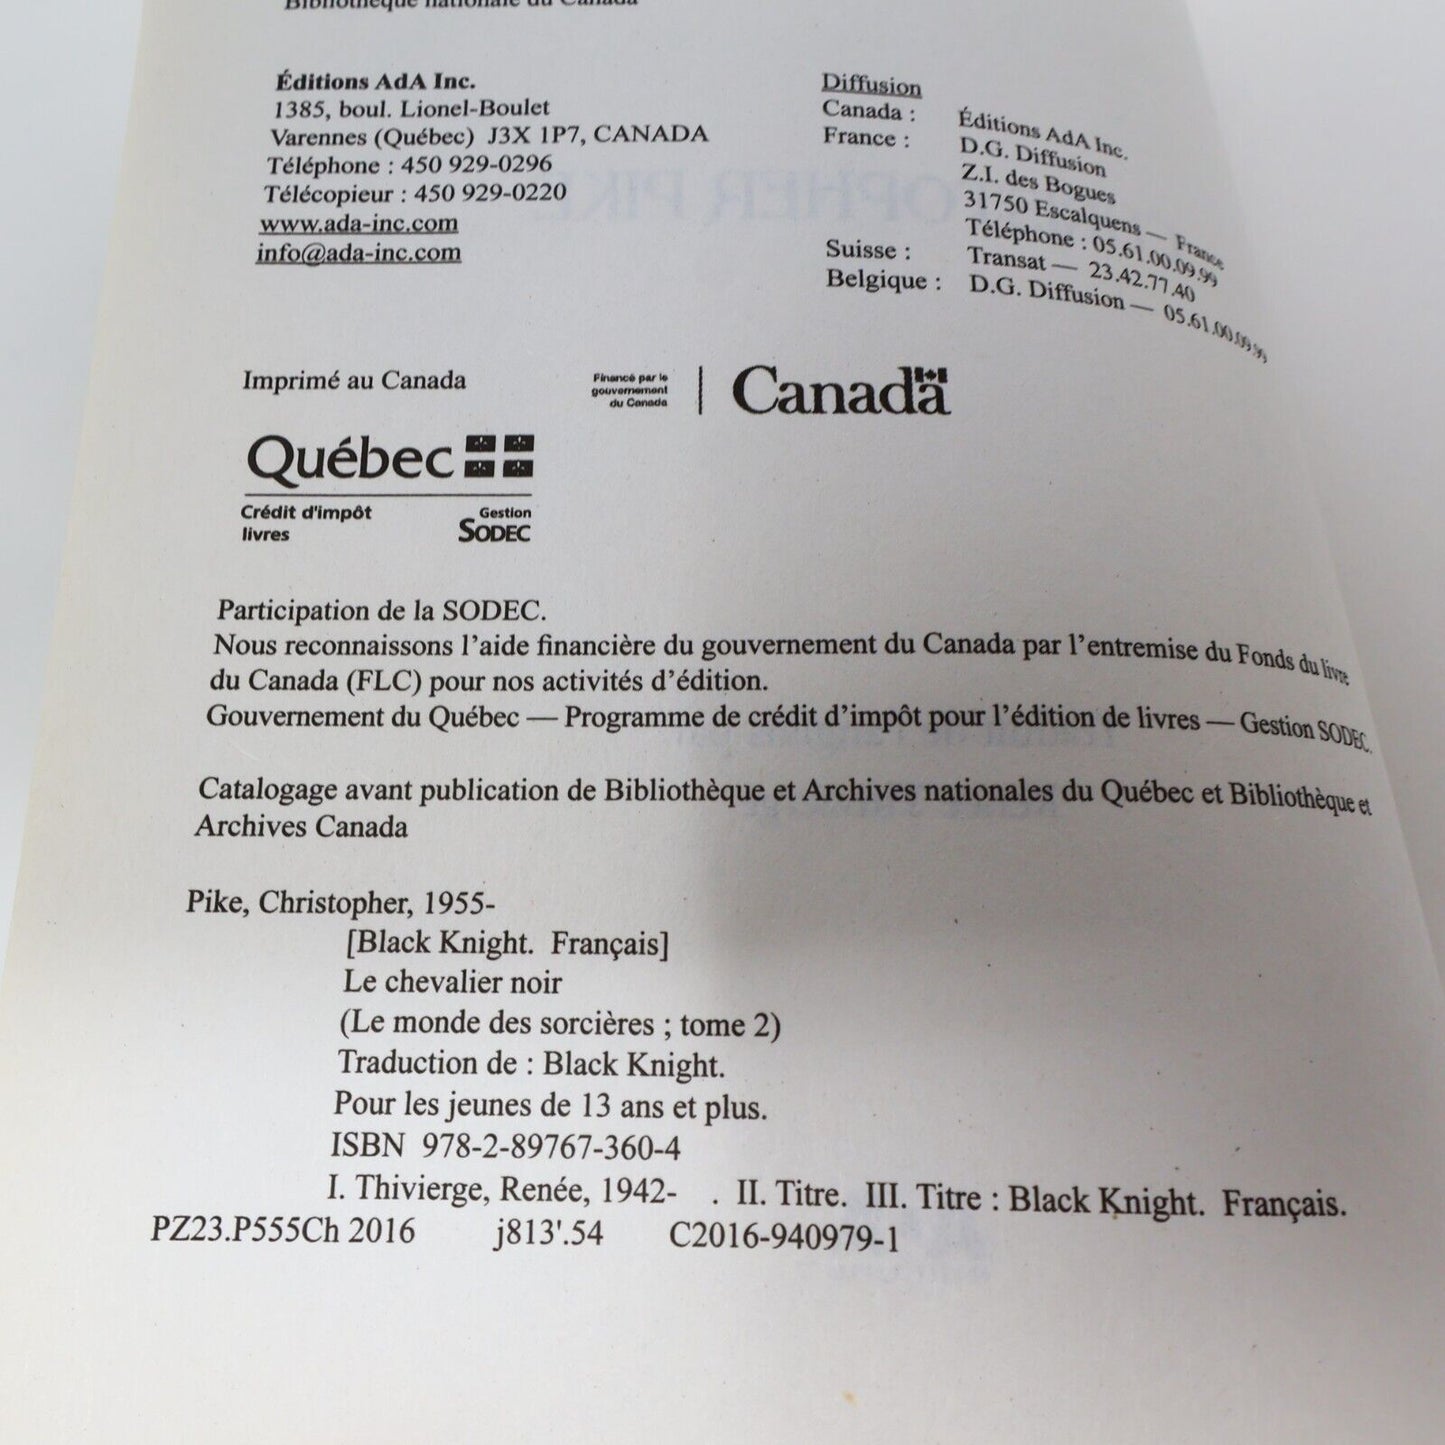 Bibliothèque nationale du Canada
Éditions AdA Inc.
1385, boul. Lionel-Boulet
Varennes (Québec) J3X 1P7, CANADA
Téléphone : 450 929-0296
Télécopieur : 450 929-0220
www.ada-inc.com
info@ada-inc.com
Diffusion
Canada : Éditions AdA Inc.
France : D.G. Diffusion
Z.I. des Bogues
31750 Escalquens — France
Téléphone : 05.61.00.09.99
Suisse : Transat — 23.42.77.40
Belgique : D.G. Diffusion — 05.61.00.09.99
Imprimé au Canada
Financé par le
gouvernement
du Canada
Canada
Québec
Crédit d'impôt
livres
Gestion
SODEC
Participation de la SODEC.
Nous reconnaissons l'aide financière du gouvernement du Canada par l'entremise du Fonds du livre
du Canada (FLC) pour nos activités d'édition.
Gouvernement du Québec — Programme de crédit d'impôt pour l'édition de livres — Gestion SODEC.
Catalogage avant publication de Bibliothèque et Archives nationales du Québec et Bibliothèque et
Archives Canada
Pike, Christopher, 1955-
[Black Knight. Français]
Le chevalier noir
(Le monde des sorcières ; tome 2)
Traduction de : Black Knight.
Pour les jeunes de 13 ans et plus.
ISBN 978-2-89767-360-4
I. Thivierge, Renée, 1942- . II. Titre. III. Titre : Black Knight. Français.
PZ23.P555Ch 2016 j813'.54 C2016-940979-1